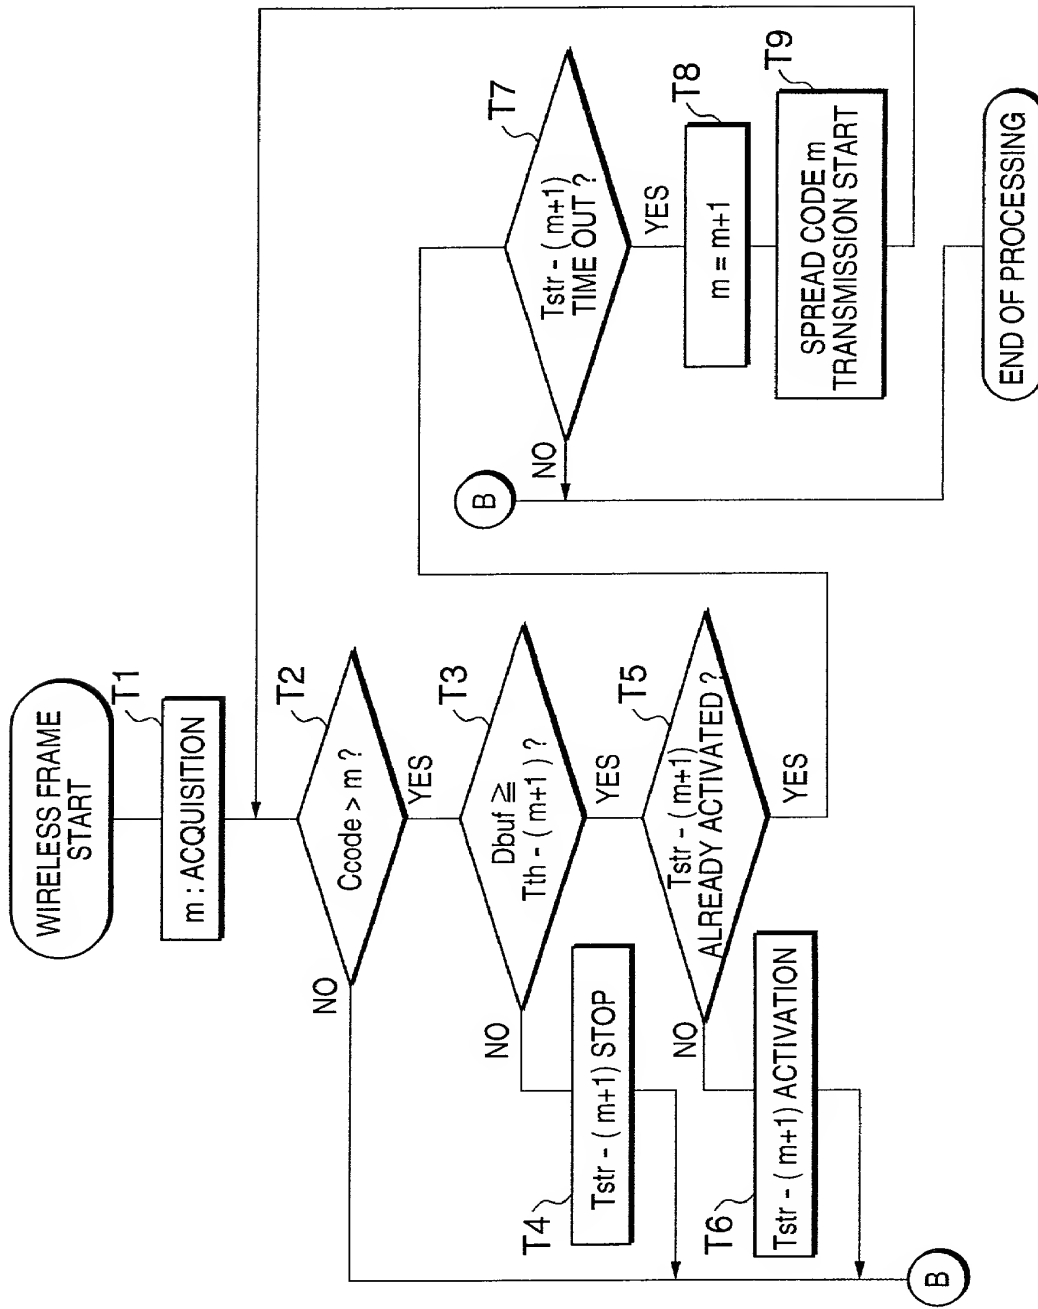 WIRELESS FRAME
START
T1
m : ACQUISITION
T2
Ccode > m ?
NO
YES
T3
Dbuf ≧
Tth - ( m+1 ) ?
NO
YES
T4
Tstr - ( m+1 ) STOP
T5
Tstr - ( m+1 )
ALREADY ACTIVATED ?
NO
YES
T6
Tstr - ( m+1 ) ACTIVATION
B
T7
Tstr - ( m+1 )
TIME OUT ?
NO
YES
B
T8
m = m+1
T9
SPREAD CODE m
TRANSMISSION START
END OF PROCESSING